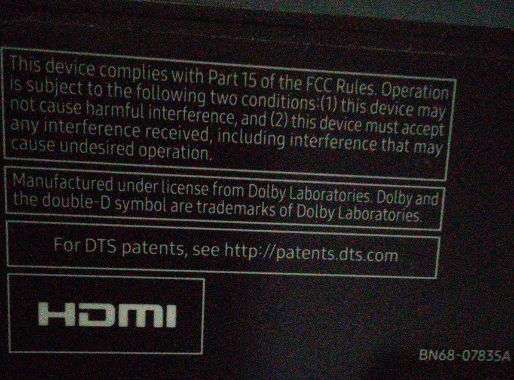 This device complies with Part 15 of the FCC Rules. Operation
is subject to the following two conditions:(1) this device may
not cause harmful interference, and (2) this device must accept
any interference received, including interference that may
cause undesired operation.
Manufactured under license from Dolby Laboratories. Dolby and
the double-D symbol are trademarks of Dolby Laboratories.
For DTS patents, see http://patents.dts.com
HDMI
BN68-07835A